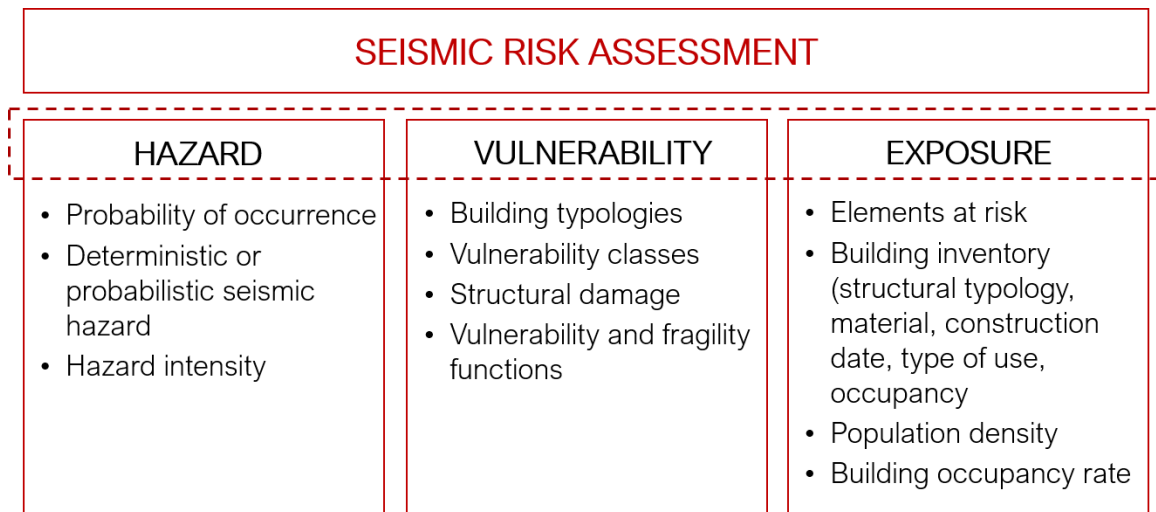 SEISMIC RISK ASSESSMENT
HAZARD
• Probability of occurrence
• Deterministic or
probabilistic seismic
hazard
• Hazard intensity
VULNERABILITY
• Building typologies
• Vulnerability classes
• Structural damage
• Vulnerability and fragility
functions
EXPOSURE
• Elements at risk
• Building inventory
(structural typology,
material, construction
date, type of use,
occupancy
• Population density
• Building occupancy rate